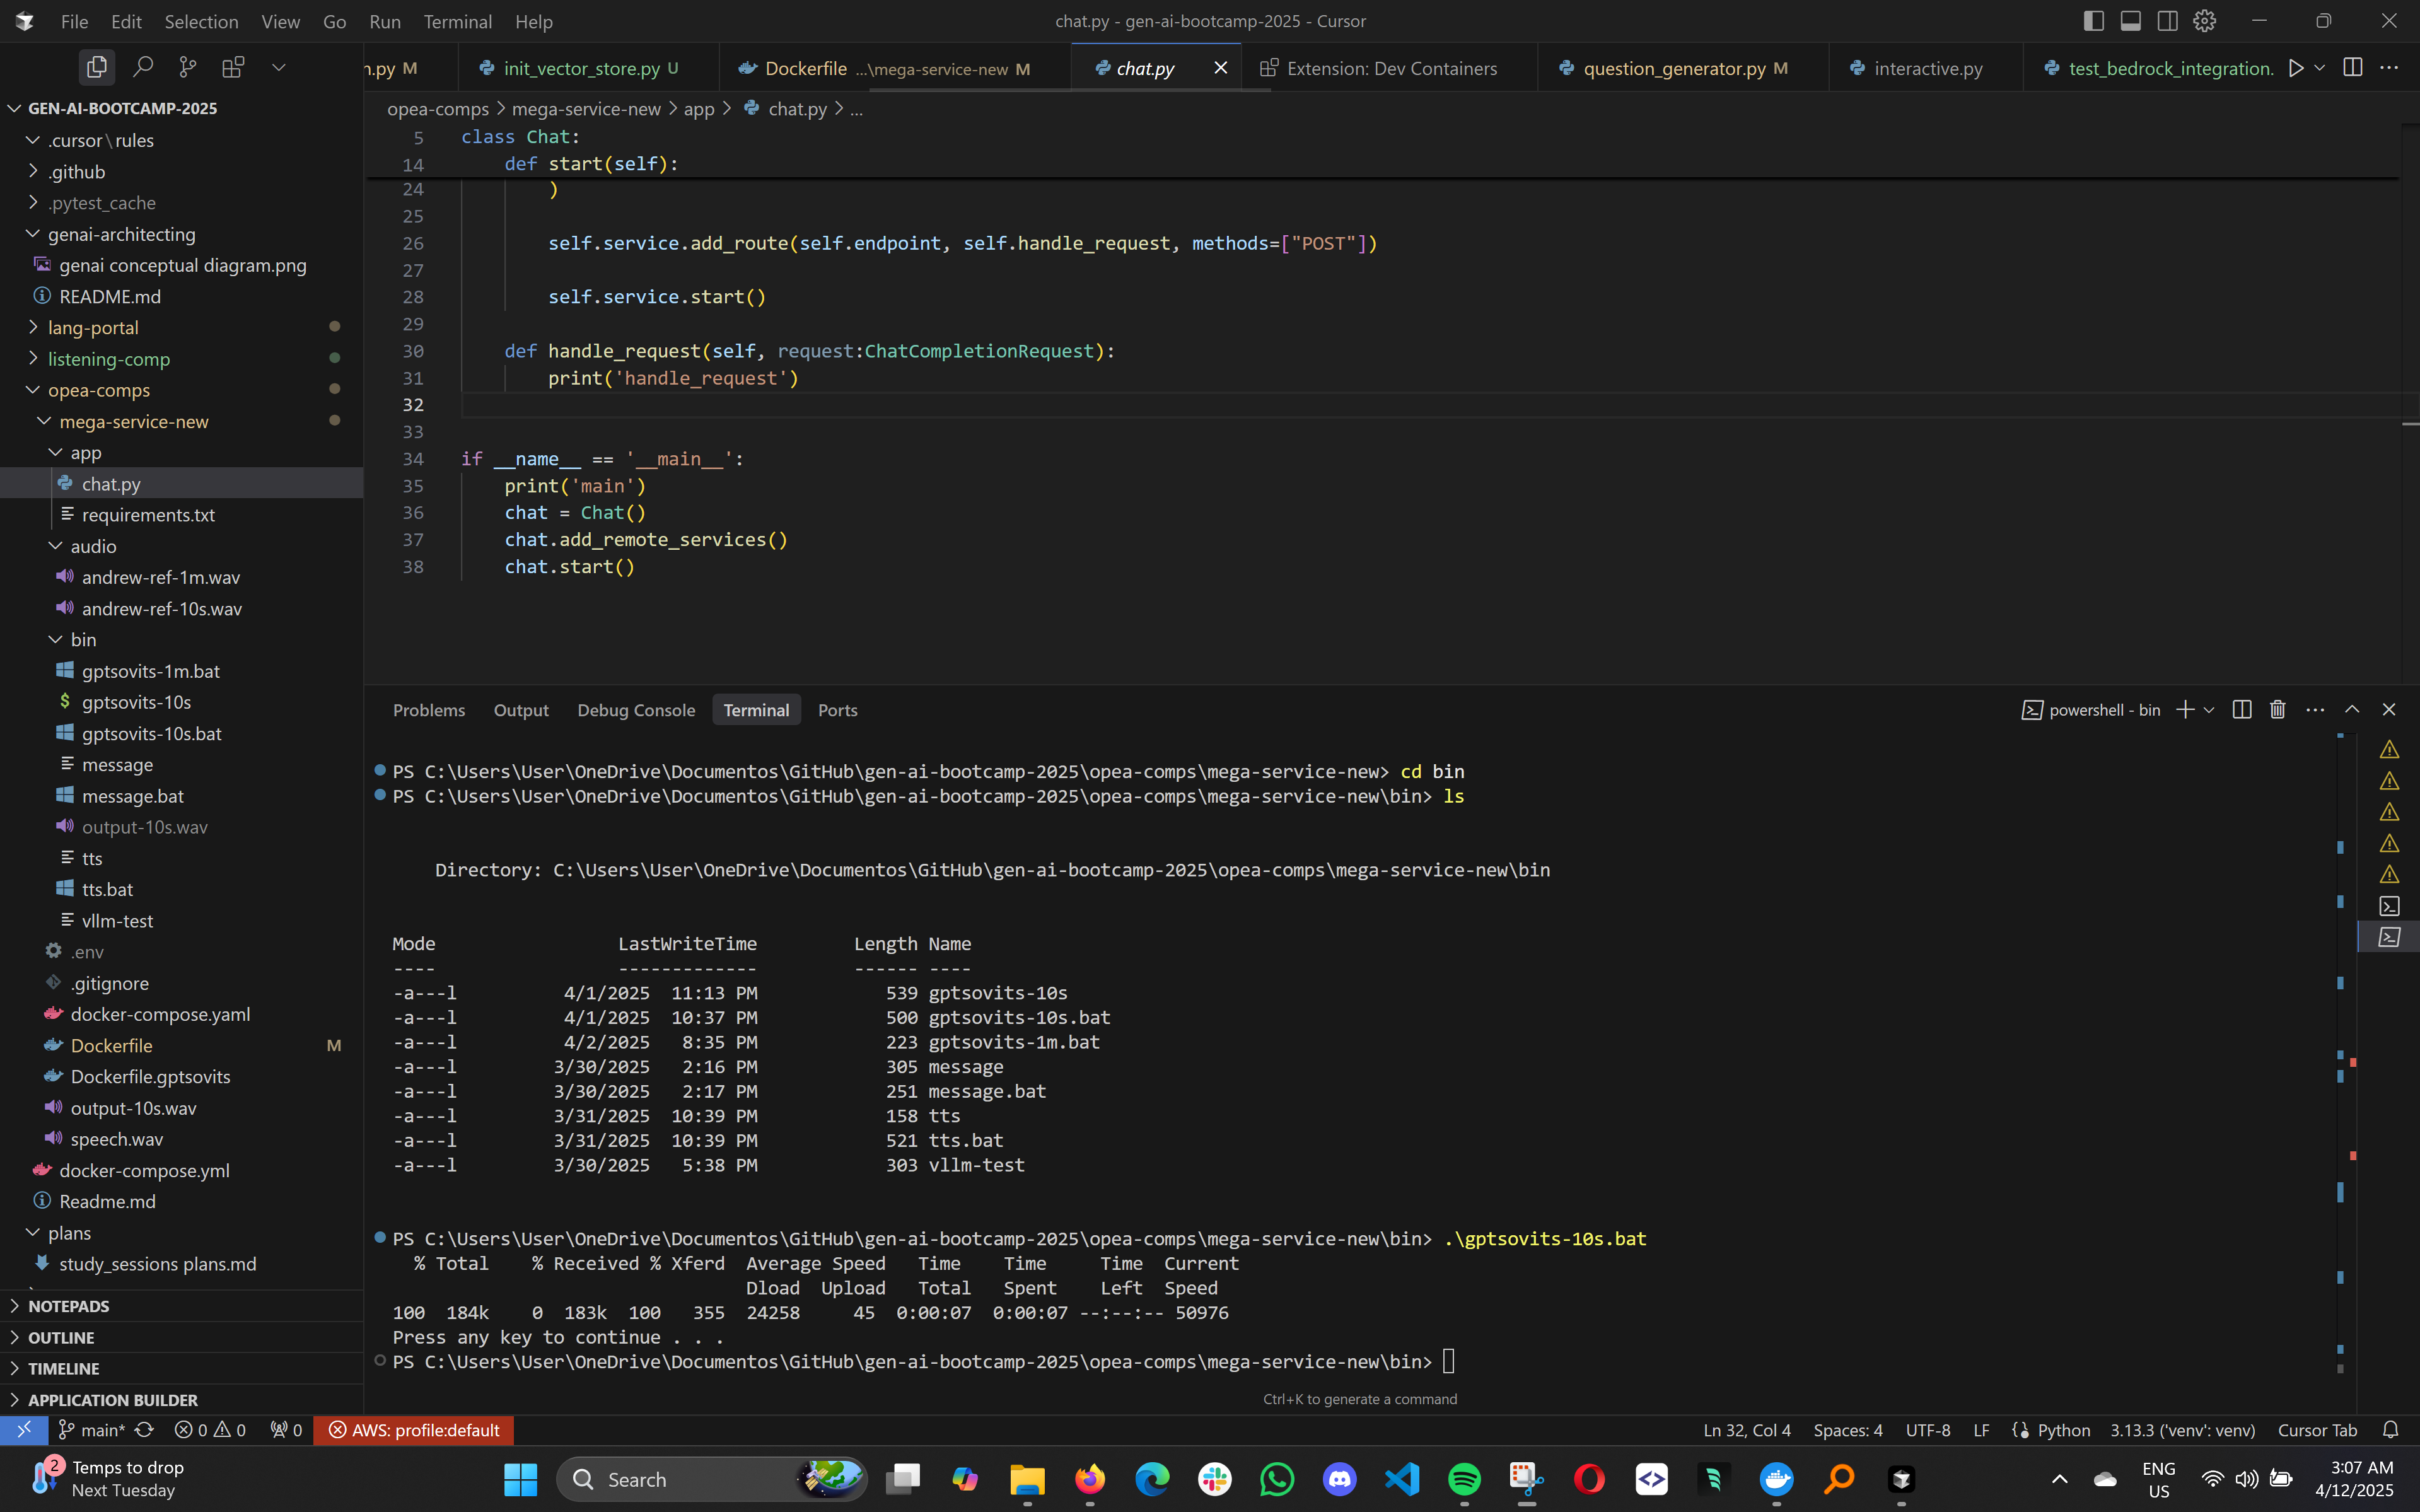 File Edit Selection View Go Run Terminal Help
chat.py - gen-ai-bootcamp-2025 - Cursor
n.py M
init_vector_store.py U
Dockerfile ...\mega-service-new M
chat.py
Extension: Dev Containers
question_generator.py M
interactive.py
test_bedrock_integration.
GEN-AI-BOOTCAMP-2025
.cursor\rules
.github
.pytest_cache
genai-architecting
genai conceptual diagram.png
README.md
lang-portal
listening-comp
opea-comps
mega-service-new
app
chat.py
requirements.txt
audio
andrew-ref-1m.wav
andrew-ref-10s.wav
bin
gptsovits-1m.bat
gptsovits-10s
gptsovits-10s.bat
message
message.bat
output-10s.wav
tts
tts.bat
vllm-test
.env
.gitignore
docker-compose.yaml
Dockerfile M
Dockerfile.gptsovits
output-10s.wav
speech.wav
docker-compose.yml
Readme.md
plans
study_sessions plans.md
NOTEPADS
OUTLINE
TIMELINE
APPLICATION BUILDER
opea-comps > mega-service-new > app > chat.py > ...
5 class Chat:
14 def start(self):
24 )
25
26 self.service.add_route(self.endpoint, self.handle_request, methods=["POST"])
27
28 self.service.start()
29
30 def handle_request(self, request:ChatCompletionRequest):
31 print('handle_request')
32
33
34 if __name__ == '__main__':
35 print('main')
36 chat = Chat()
37 chat.add_remote_services()
38 chat.start()
Problems Output Debug Console Terminal Ports
powershell - bin
PS C:\Users\User\OneDrive\Documentos\GitHub\gen-ai-bootcamp-2025\opea-comps\mega-service-new> cd bin
PS C:\Users\User\OneDrive\Documentos\GitHub\gen-ai-bootcamp-2025\opea-comps\mega-service-new\bin> ls
Directory: C:\Users\User\OneDrive\Documentos\GitHub\gen-ai-bootcamp-2025\opea-comps\mega-service-new\bin
Mode LastWriteTime Length Name
---- ------------- ------ ----
-a---l 4/1/2025 11:13 PM 539 gptsovits-10s
-a---l 4/1/2025 10:37 PM 500 gptsovits-10s.bat
-a---l 4/2/2025 8:35 PM 223 gptsovits-1m.bat
-a---l 3/30/2025 2:16 PM 305 message
-a---l 3/30/2025 2:17 PM 251 message.bat
-a---l 3/31/2025 10:39 PM 158 tts
-a---l 3/31/2025 10:39 PM 521 tts.bat
-a---l 3/30/2025 5:38 PM 303 vllm-test
PS C:\Users\User\OneDrive\Documentos\GitHub\gen-ai-bootcamp-2025\opea-comps\mega-service-new\bin> .\gptsovits-10s.bat
% Total % Received % Xferd Average Speed Time Time Time Current
Dload Upload Total Spent Left Speed
100 184k 0 183k 100 355 24258 45 0:00:07 0:00:07 --:--:-- 50976
Press any key to continue . . .
PS C:\Users\User\OneDrive\Documentos\GitHub\gen-ai-bootcamp-2025\opea-comps\mega-service-new\bin>
Ctrl+K to generate a command
main* 0 0 0 AWS: profile:default
Ln 32, Col 4 Spaces: 4 UTF-8 LF Python 3.13.3 ('venv': venv) Cursor Tab
2
Temps to drop
Next Tuesday
Search
ENG
US
3:07 AM
4/12/2025